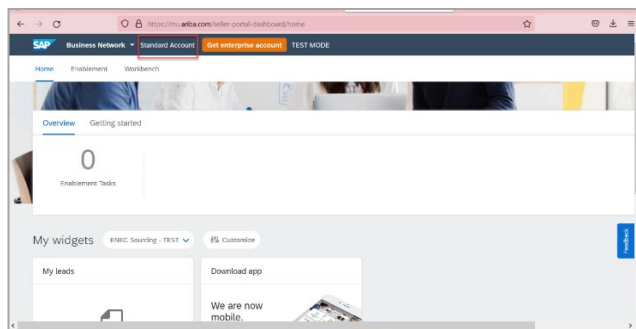 https://mu.ariba.com/seller-portal-dashboard/home
SAP Business Network Standard Account Get enterprise account TEST MODE
Home Enablement Workbench
Overview Getting started
0
Enablement Tasks
My widgets ENEC Sourcing - TEST Customize
My leads Download app
We are now
mobile.
Feedback